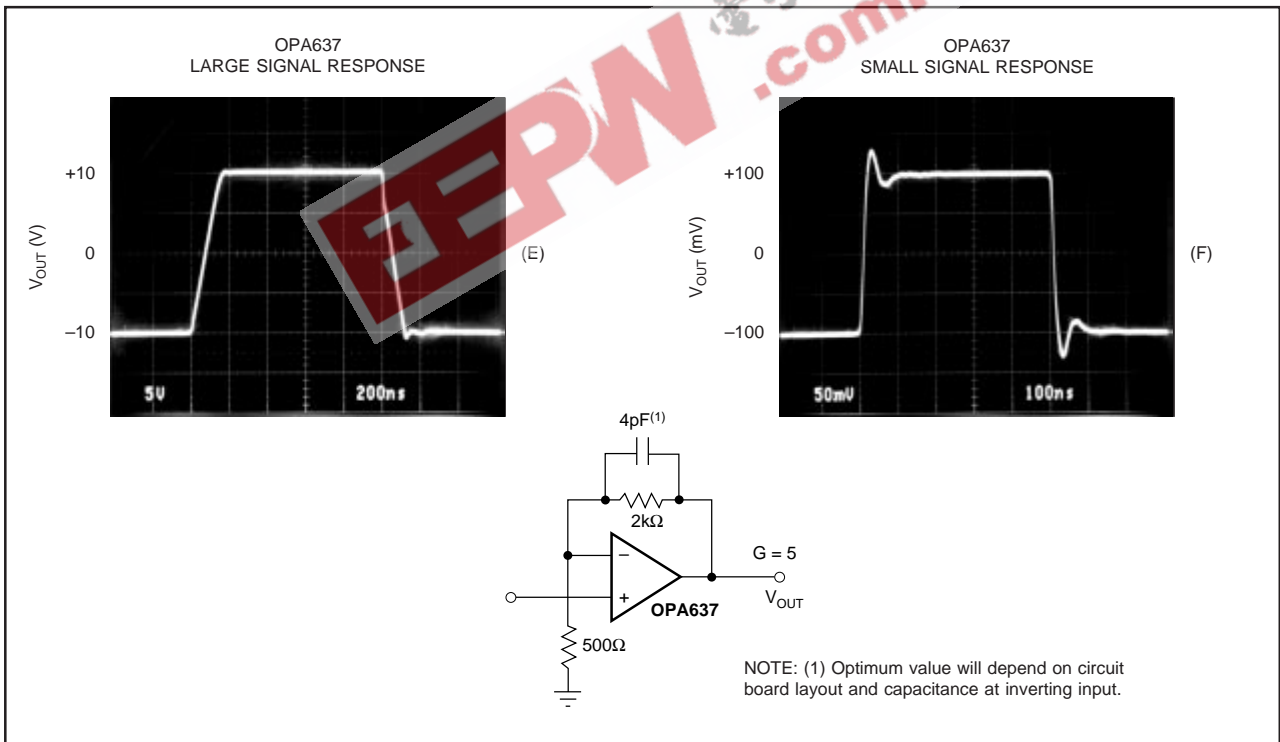 OPA637
LARGE SIGNAL RESPONSE
+10
0
–10
V_OUT (V)
5V
200ns
(E)
OPA637
SMALL SIGNAL RESPONSE
+100
0
–100
V_OUT (mV)
50mV
100ns
(F)
EEPW
.com
4pF(1)
2kΩ
–
+
OPA637
500Ω
G = 5
V_OUT
NOTE: (1) Optimum value will depend on circuit
board layout and capacitance at inverting input.